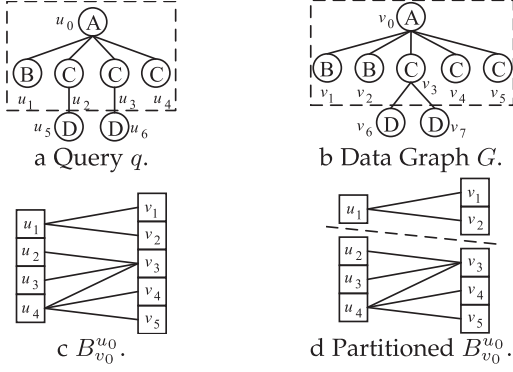 u0 A
B C C C
u1 u2 u3 u4
u5 D D u6
a Query q.
v0 A
B B C C C
v1 v2 v3 v4 v5
v6 D D v7
b Data Graph G.
u1
u2
u3
u4
v1
v2
v3
v4
v5
c B_{v0}^{u0}.
u1
u2
u3
u4
v1
v2
v3
v4
v5
d Partitioned B_{v0}^{u0}.